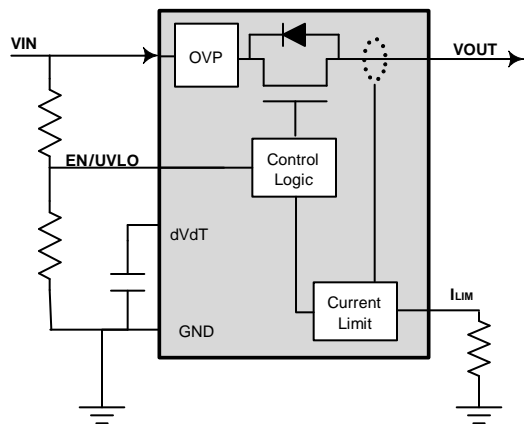 VIN
OVP
VOUT
EN/UVLO
Control
Logic
dVdT
Current
Limit
ILIM
GND